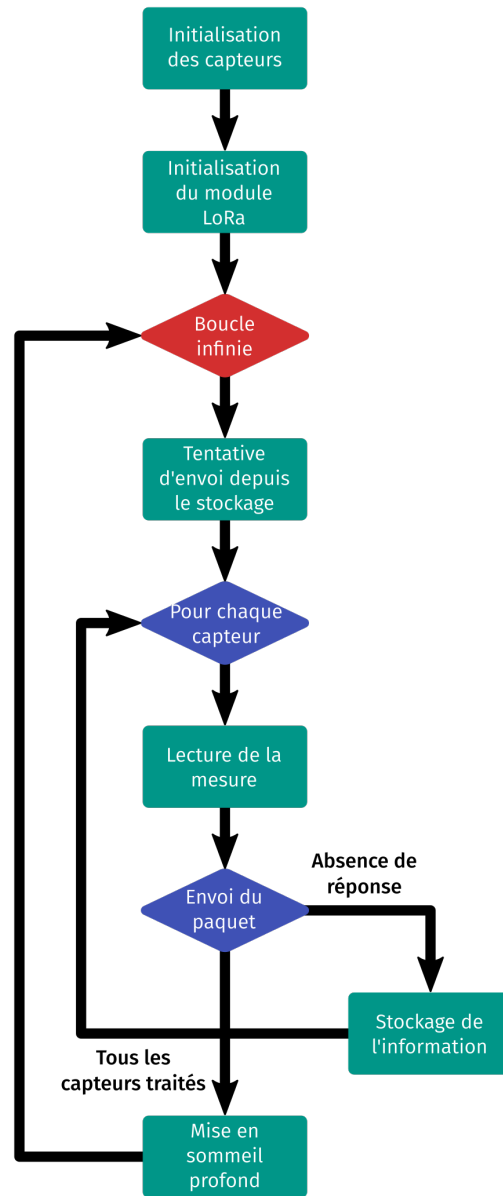 Initialisation
des capteurs
Initialisation
du module
LoRa
Boucle
infinie
Tentative
d'envoi depuis
le stockage
Pour chaque
capteur
Lecture de la
mesure
Absence de
réponse
Envoi du
paquet
Stockage de
l'information
Tous les
capteurs traités
Mise en
sommeil
profond